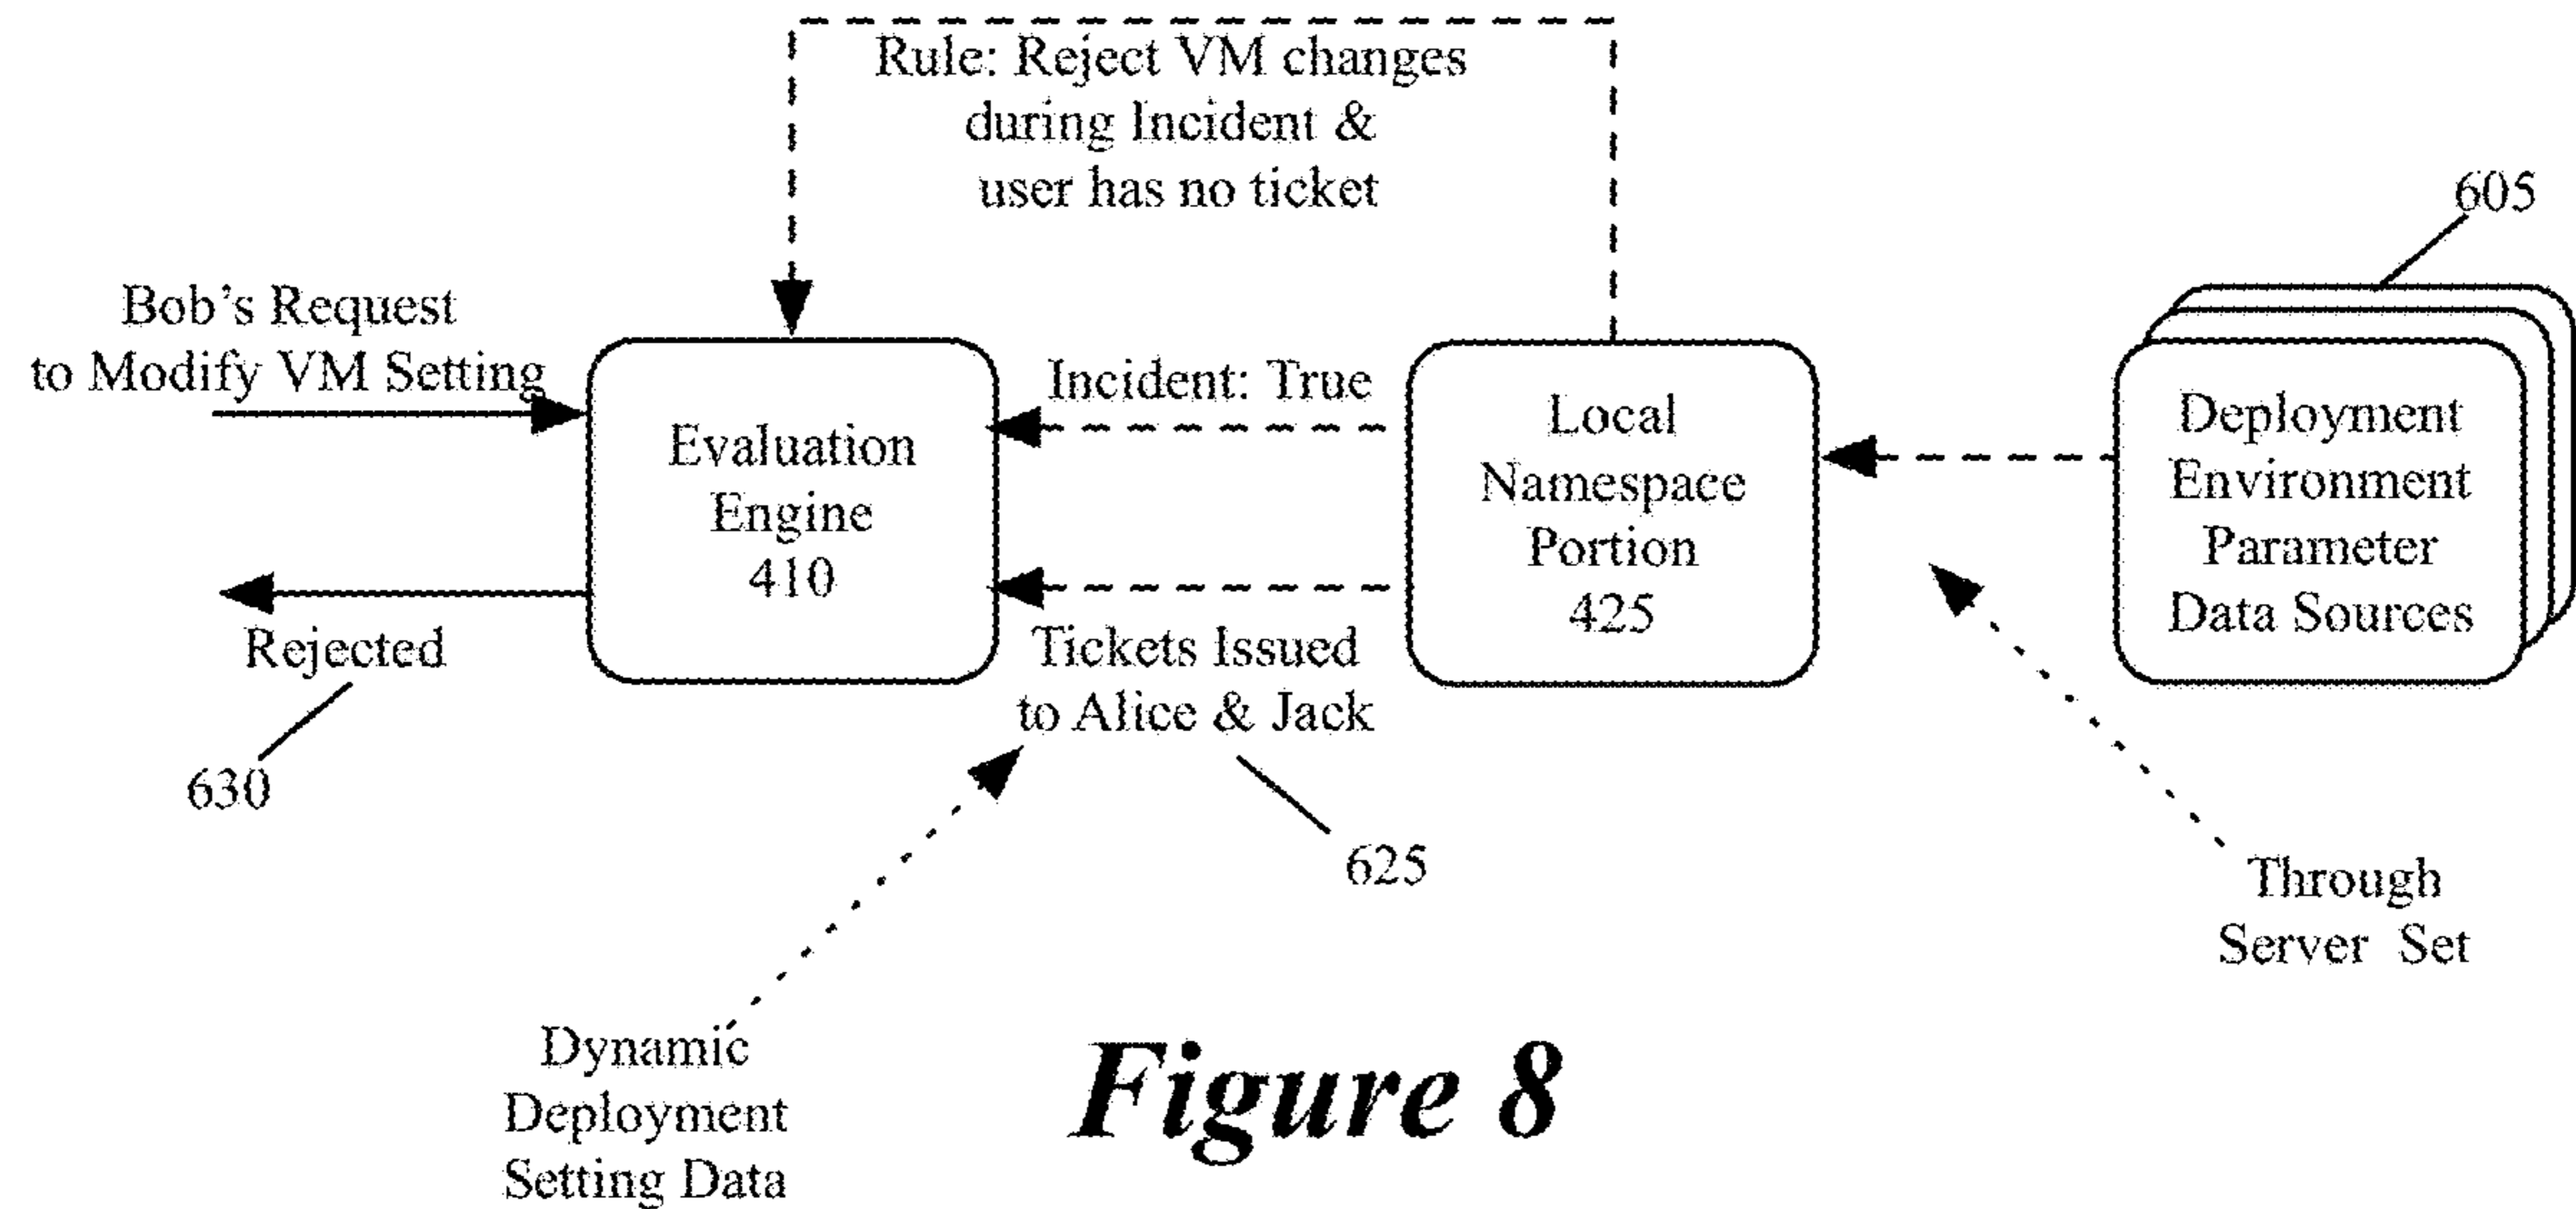 Rule: Reject VM changes
during Incident &
user has no ticket
605
Bob's Request
to Modify VM Setting
Incident: True
Evaluation
Engine
410
Local
Namespace
Portion
425
Deployment
Environment
Parameter
Data Sources
Rejected
630
Tickets Issued
to Alice & Jack
625
Through
Server Set
Dynamic
Deployment
Setting Data
Figure 8